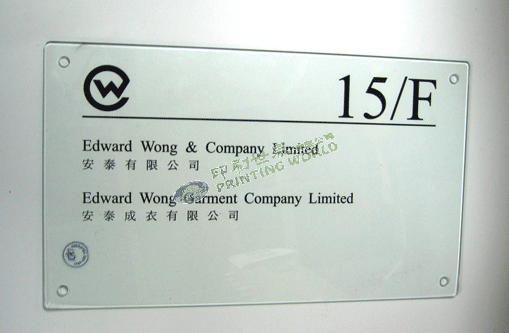 15/F
Edward Wong & Company Limited
安泰有限公司
Edward Wong Garment Company Limited
安泰成衣有限公司
PRINTING WORLD